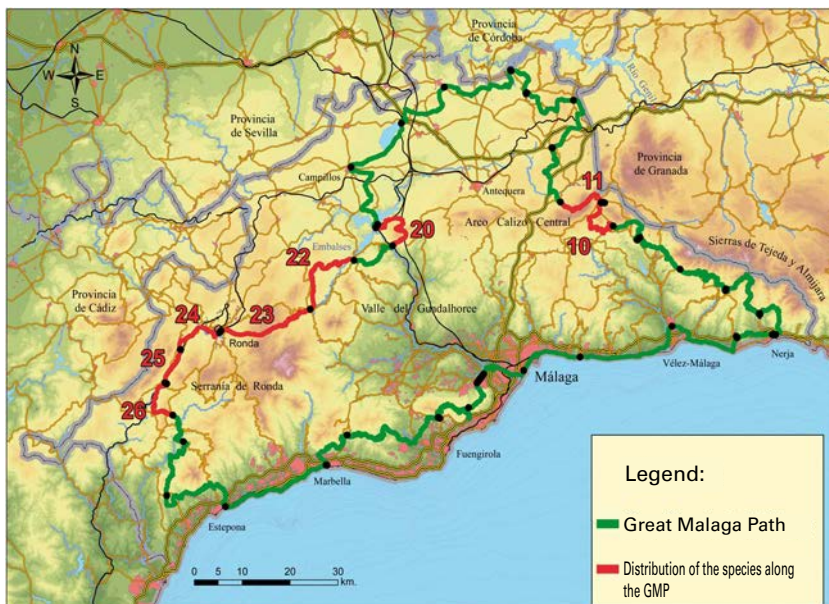 Provincia
de Córdoba
N
W E
S
Río Genil
Provincia
de Sevilla
Provincia
de Granada
Campillos
Antequera
11
Arco Calizo Central
20
10
Sierras de Tejeda y Almijara
Embalses
22
Provincia
de Cádiz
Valle del Guadalhorce
24
23
Ronda
Nerja
Vélez-Málaga
25
Málaga
Serranía de Ronda
26
Fuengirola
Marbella
Estepona
0 5 10 20 30
km.
Legend:
Great Malaga Path
Distribution of the species along
the GMP